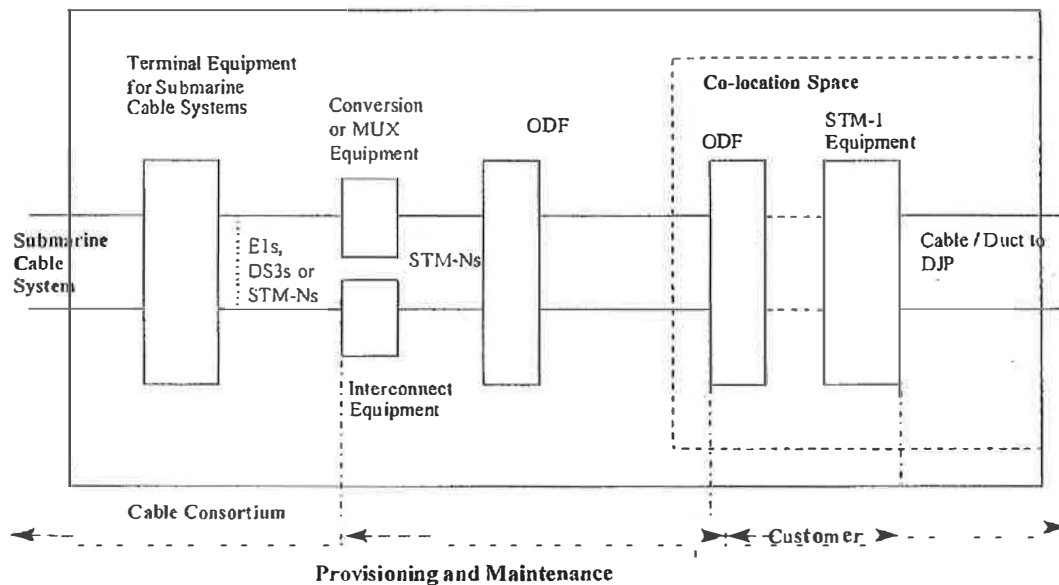 Terminal Equipment
for Submarine
Cable Systems
Conversion
or MUX
Equipment
ODF
Co-location Space
ODF
STM-1
Equipment
Submarine
Cable
System
E1s,
DS3s or
STM-Ns
STM-Ns
Cable / Duct to
DJP
Interconnect
Equipment
Cable Consortium
Customer
Provisioning and Maintenance